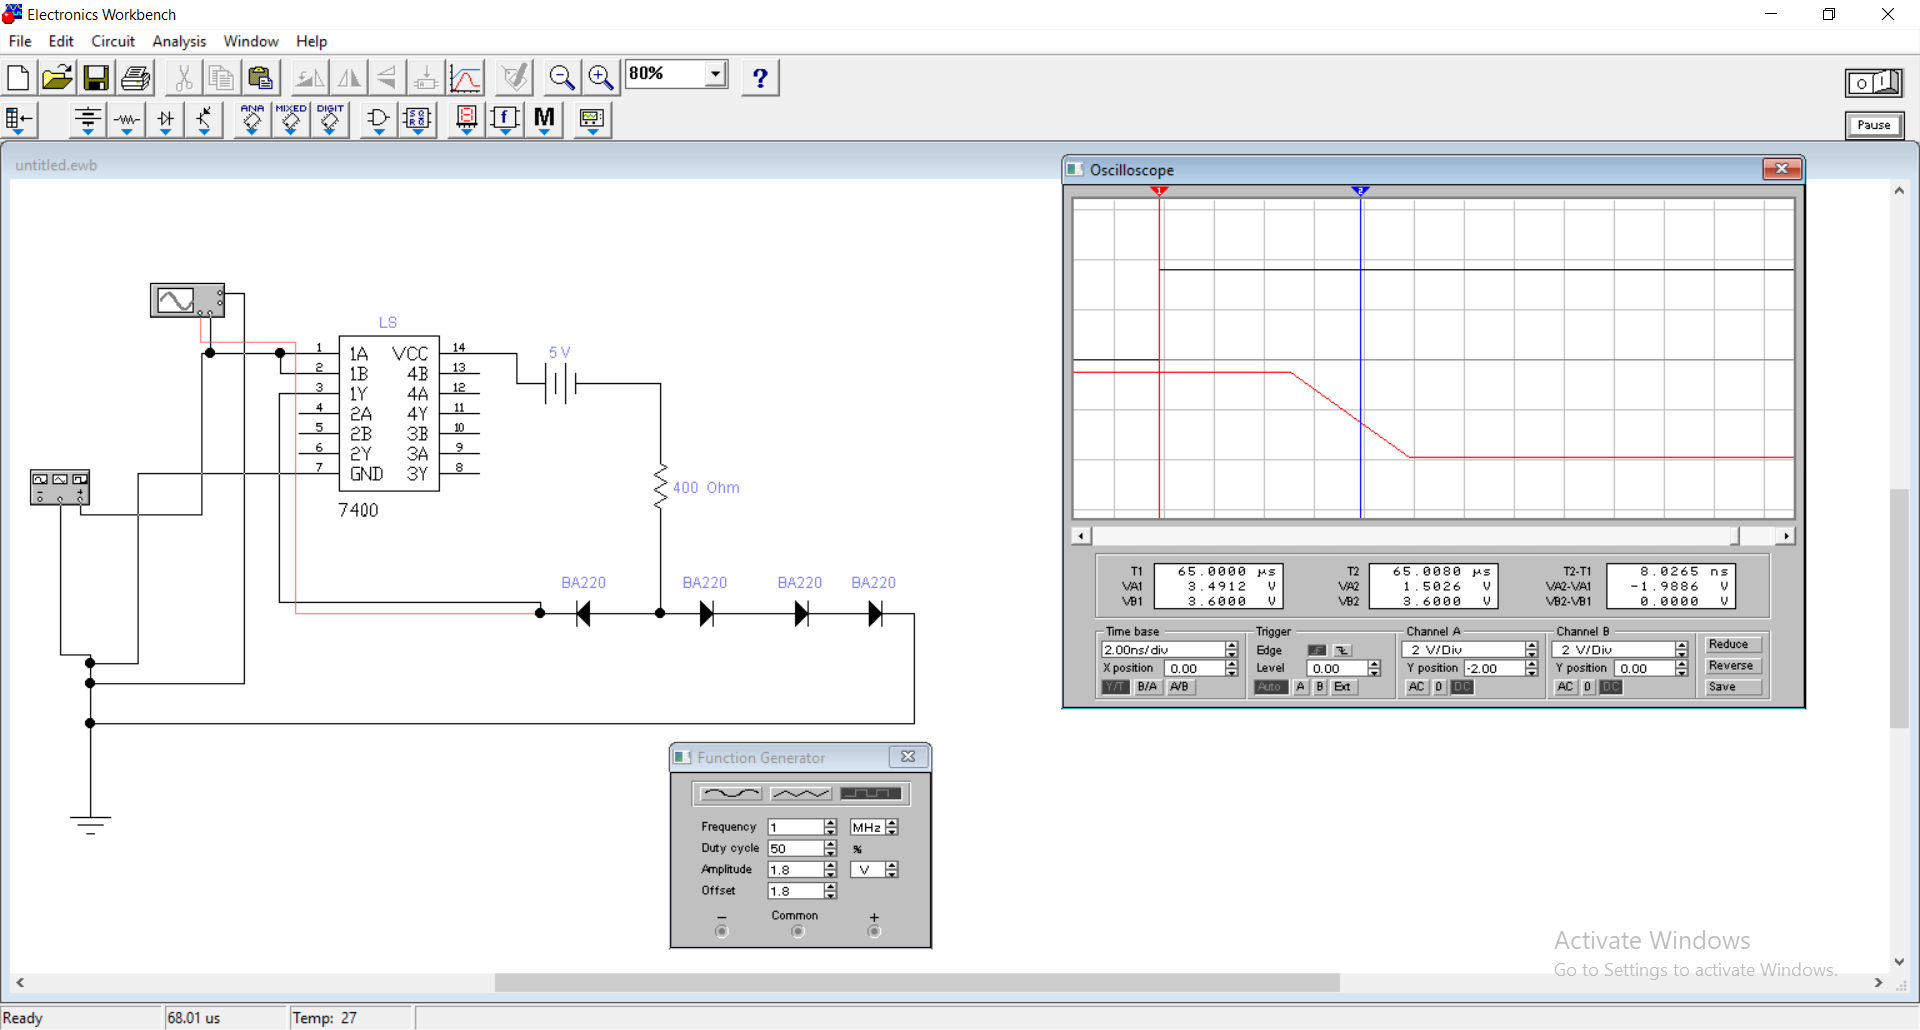 Electronics Workbench
File Edit Circuit Analysis Window Help
80%
?
ANA MIXED DIGIT
f M
Pause
untitled.ewb
Oscilloscope
1 2
LS
1 1A VCC 14
2 1B 4B 13
3 1Y 4A 12
4 2A 4Y 11
5 2B 3B 10
6 2Y 3A 9
7 GND 3Y 8
7400
5 V
400 Ohm
BA220 BA220 BA220 BA220
T1 65.0000 µs T2 65.0080 µs T2-T1 8.0265 ns
VA1 3.4912 V VA2 1.5026 V VA2-VA1 -1.9886 V
VB1 3.6000 V VB2 3.6000 V VB2-VB1 0.0000 V
Time base Trigger Channel A Channel B
2.00ns/div Edge 2 V/Div 2 V/Div Reduce
X position 0.00 Level 0.00 Y position -2.00 Y position 0.00 Reverse
Y/T B/A A/B Auto A B Ext AC 0 DC AC 0 DC Save
Function Generator
Frequency 1 MHz
Duty cycle 50 %
Amplitude 1.8 V
Offset 1.8
− Common +
Activate Windows
Go to Settings to activate Windows.
Ready 68.01 us Temp: 27